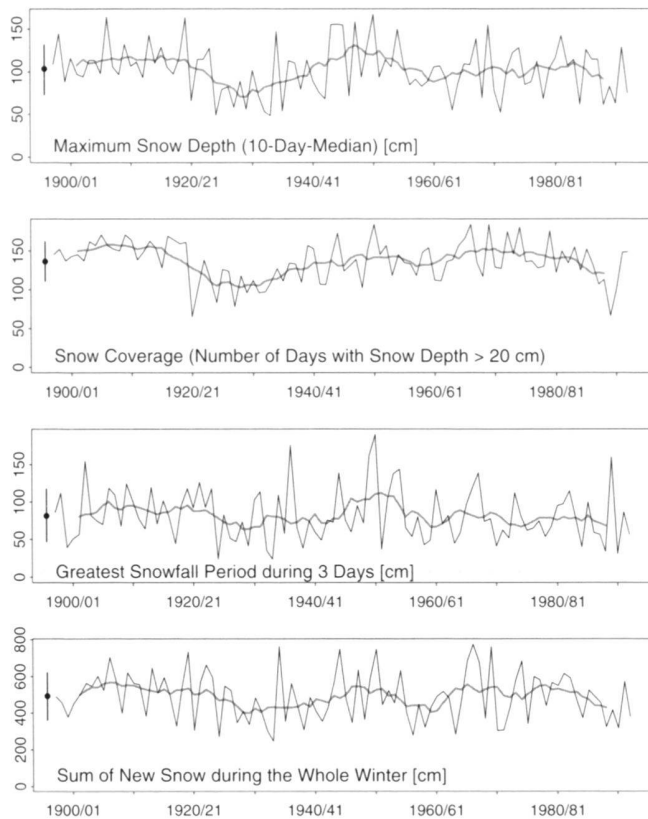 150
100
50
0
Maximum Snow Depth (10-Day-Median) [cm]
1900/01 1920/21 1940/41 1960/61 1980/81
150
100
50
0
Snow Coverage (Number of Days with Snow Depth > 20 cm)
1900/01 1920/21 1940/41 1960/61 1980/81
150
100
50
0
Greatest Snowfall Period during 3 Days [cm]
1900/01 1920/21 1940/41 1960/61 1980/81
800
600
400
200
0
Sum of New Snow during the Whole Winter [cm]
1900/01 1920/21 1940/41 1960/61 1980/81